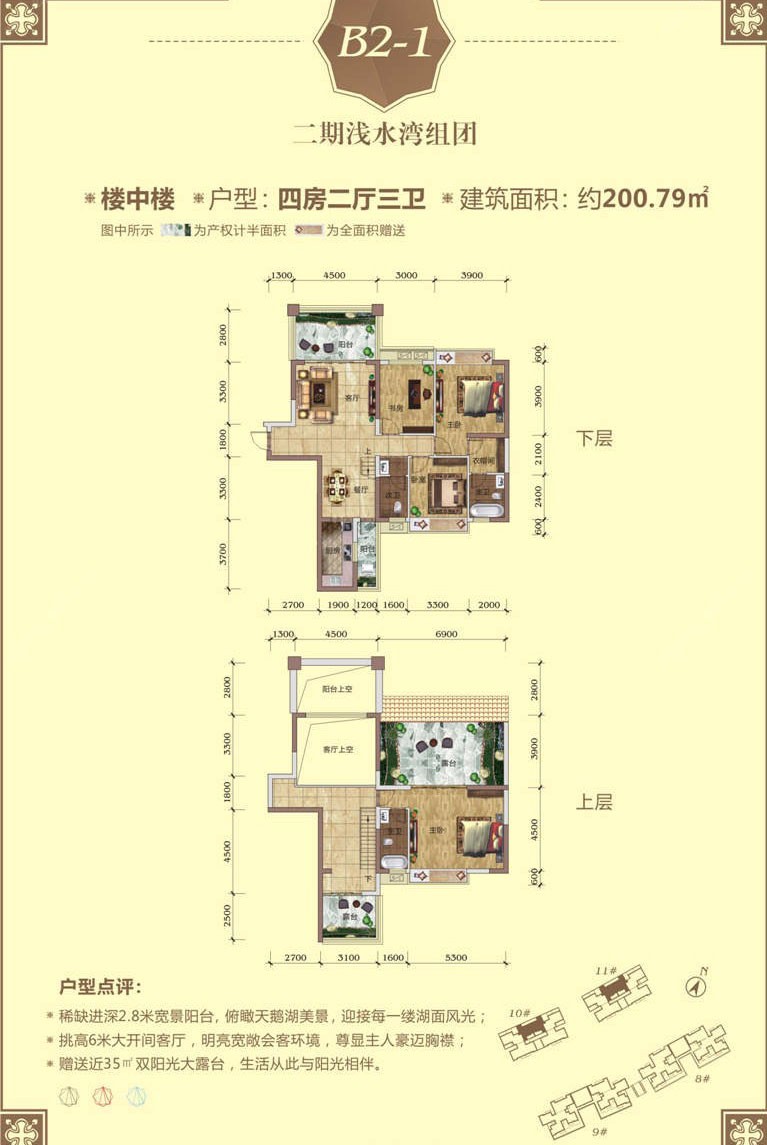 B2-1
二期浅水湾组团
※ 楼中楼 ※ 户型：四房二厅三卫 ※ 建筑面积：约200.79㎡
图中所示 为产权计半面积 为全面积赠送
1300 4500 3000 3900
2800
3300
1800
3300
3700
600
3900
2100
2400
600
阳台
客厅
书房
主卧
上
衣帽间
餐厅
次卫
卧室
主卫
厨房
阳台
下层
2700 1900 1200 1600 3300 2000
1300 4500 6900
2800
3300
1800
4500
2500
2800
3900
4500
600
阳台上空
客厅上空
露台
主卫
主卧
下
露台
上层
2700 3100 1600 5300
户型点评：
※ 稀缺进深2.8米宽景阳台，俯瞰天鹅湖美景，迎接每一缕湖面风光；
※ 挑高6米大开间客厅，明亮宽敞会客环境，尊显主人豪迈胸襟；
※ 赠送近35㎡双阳光大露台，生活从此与阳光相伴。
N
11#
10#
8#
9#